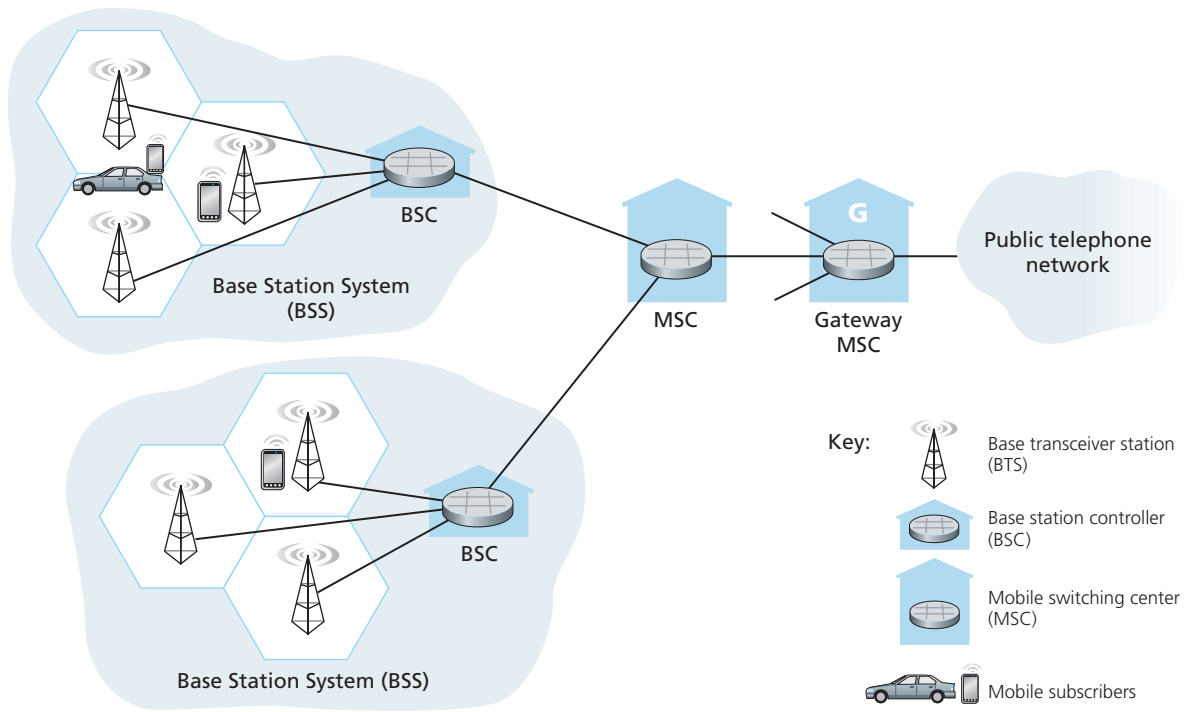 BSC
G
Public telephone
network
Base Station System
(BSS)
MSC
Gateway
MSC
Key:
Base transceiver station
(BTS)
Base station controller
(BSC)
BSC
Mobile switching center
(MSC)
Base Station System (BSS)
Mobile subscribers